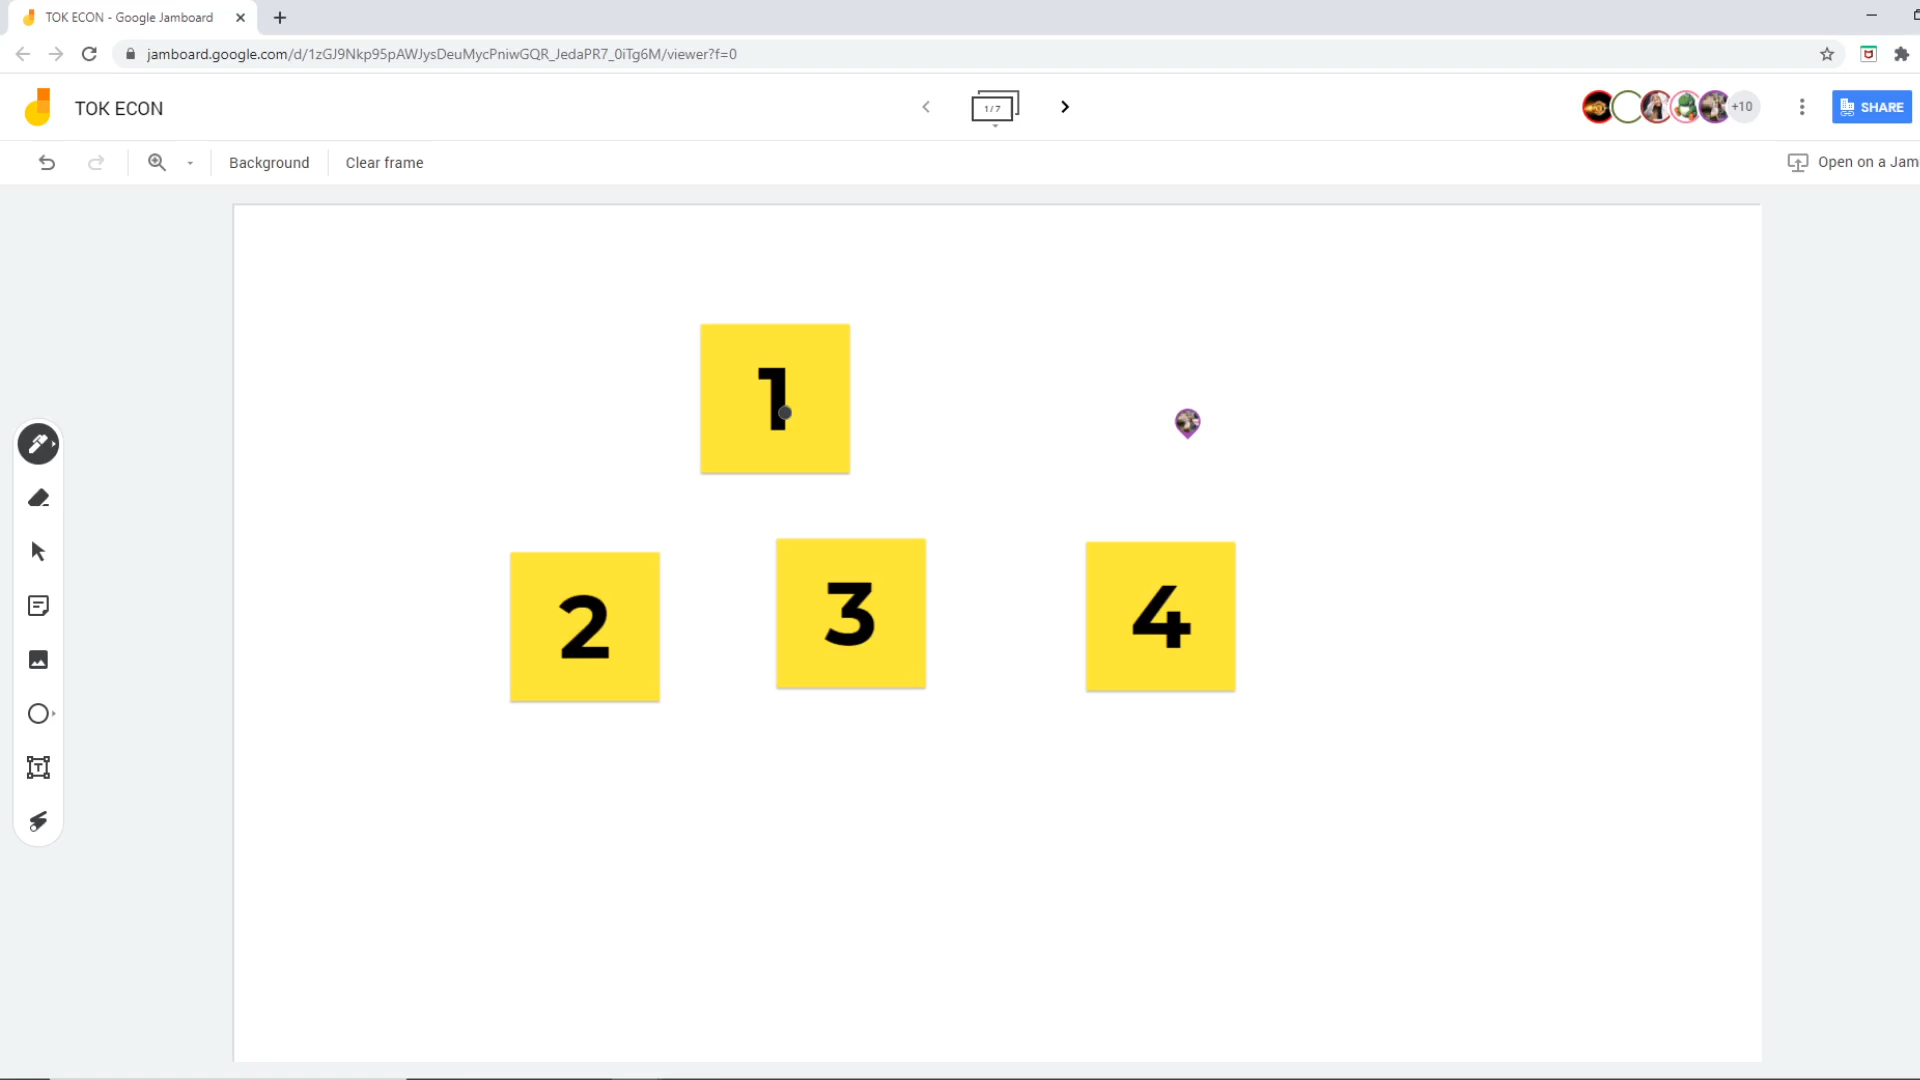 TOK ECON - Google Jamboard
jamboard.google.com/d/1zGJ9Nkp95pAWJysDeuMycPniwGQR_JedaPR7_0iTg6M/viewer?f=0
TOK ECON
1/7
+10
SHARE
Background
Clear frame
Open on a Jam
1
2
3
4